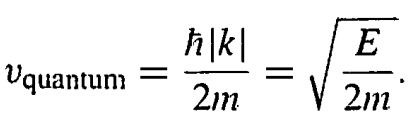 v_quantum = ħ|k| / 2m = √(E / 2m).